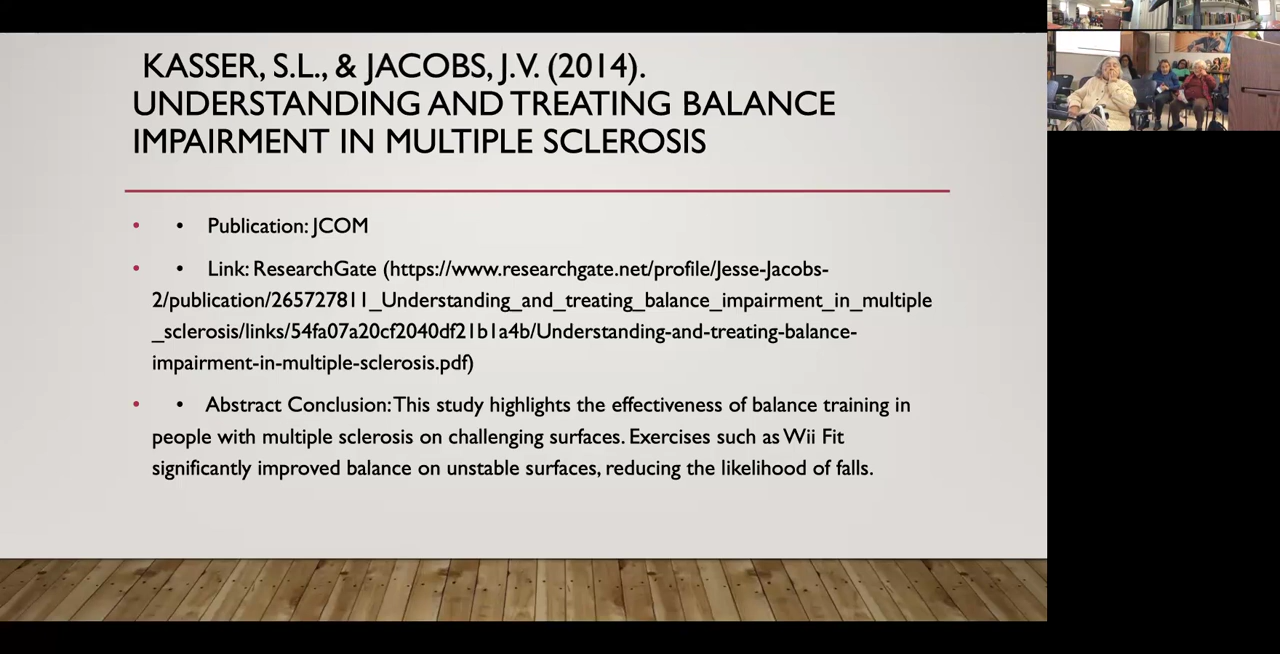 KASSER, S.L., & JACOBS, J.V. (2014).
UNDERSTANDING AND TREATING BALANCE
IMPAIRMENT IN MULTIPLE SCLEROSIS
• • Publication: JCOM
• • Link: ResearchGate (https://www.researchgate.net/profile/Jesse-Jacobs-
2/publication/265727811_Understanding_and_treating_balance_impairment_in_multiple
_sclerosis/links/54fa07a20cf2040df21b1a4b/Understanding-and-treating-balance-
impairment-in-multiple-sclerosis.pdf)
• • Abstract Conclusion: This study highlights the effectiveness of balance training in
people with multiple sclerosis on challenging surfaces. Exercises such as Wii Fit
significantly improved balance on unstable surfaces, reducing the likelihood of falls.